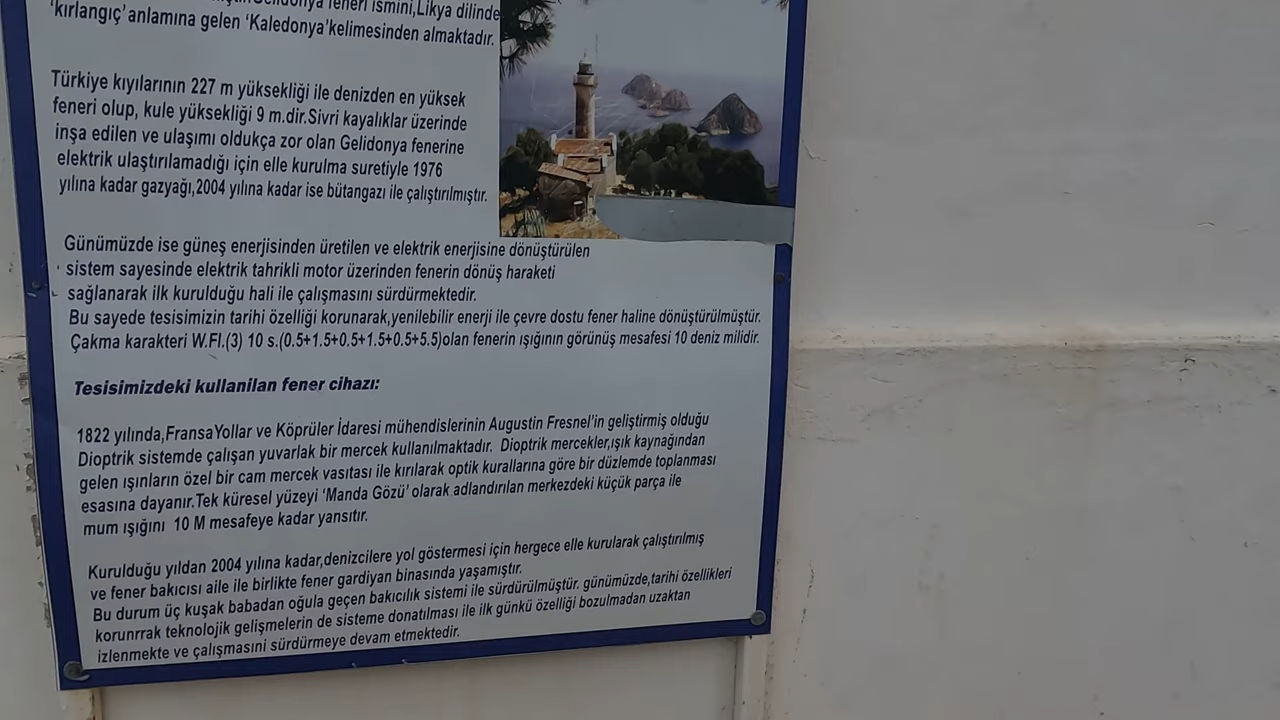 Gelidonya feneri ismini,Likya dilinde
'kırlangıç' anlamına gelen 'Kaledonya'kelimesinden almaktadır.
Türkiye kıyılarının 227 m yüksekliği ile denizden en yüksek
feneri olup, kule yüksekliği 9 m.dir.Sivri kayalıklar üzerinde
inşa edilen ve ulaşımı oldukça zor olan Gelidonya fenerine
elektrik ulaştırılamadığı için elle kurulma suretiyle 1976
yılına kadar gazyağı,2004 yılına kadar ise bütangazı ile çalıştırılmıştır.
Günümüzde ise güneş enerjisinden üretilen ve elektrik enerjisine dönüştürülen
sistem sayesinde elektrik tahrikli motor üzerinden fenerin dönüş haraketi
sağlanarak ilk kurulduğu hali ile çalışmasını sürdürmektedir.
Bu sayede tesisimizin tarihi özelliği korunarak,yenilebilir enerji ile çevre dostu fener haline dönüştürülmüştür.
Çakma karakteri W.Fl.(3) 10 s.(0.5+1.5+0.5+1.5+0.5+5.5)olan fenerin ışığının görünüş mesafesi 10 deniz milidir.
Tesisimizdeki kullanilan fener cihazı:
1822 yılında,FransaYollar ve Köprüler İdaresi mühendislerinin Augustin Fresnel'in geliştirmiş olduğu
Dioptrik sistemde çalışan yuvarlak bir mercek kullanılmaktadır. Dioptrik mercekler,ışık kaynağından
gelen ışınların özel bir cam mercek vasıtası ile kırılarak optik kurallarına göre bir düzlemde toplanması
esasına dayanır.Tek küresel yüzeyi 'Manda Gözü' olarak adlandırılan merkezdeki küçük parça ile
mum ışığını 10 M mesafeye kadar yansıtır.
Kurulduğu yıldan 2004 yılına kadar,denizcilere yol göstermesi için hergece elle kurularak çalıştırılmış
ve fener bakıcısı aile ile birlikte fener gardiyan binasında yaşamıştır.
Bu durum üç kuşak babadan oğula geçen bakıcılık sistemi ile sürdürülmüştür. günümüzde,tarihi özellikleri
korunrrak teknolojik gelişmelerin de sisteme donatılması ile ilk günkü özelliği bozulmadan uzaktan
izlenmekte ve çalışmasıni sürdürmeye devam etmektedir.